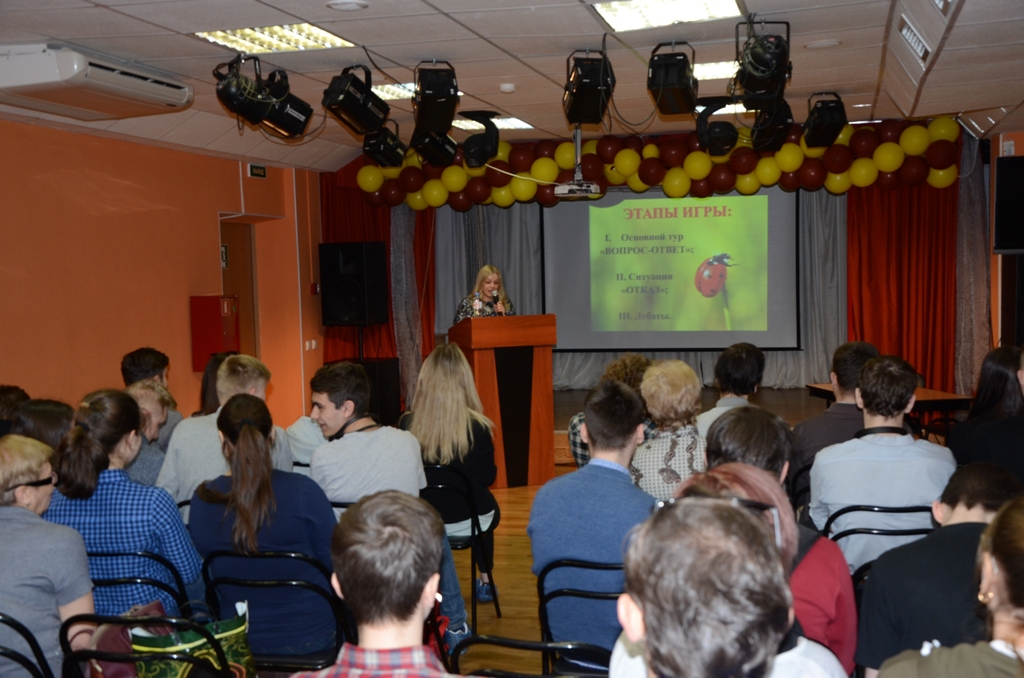 ЭТАПЫ ИГРЫ:
I. Основной тур
«ВОПРОС-ОТВЕТ»;
II. Ситуация
«ОТКАЗ»;
III. Дебаты.